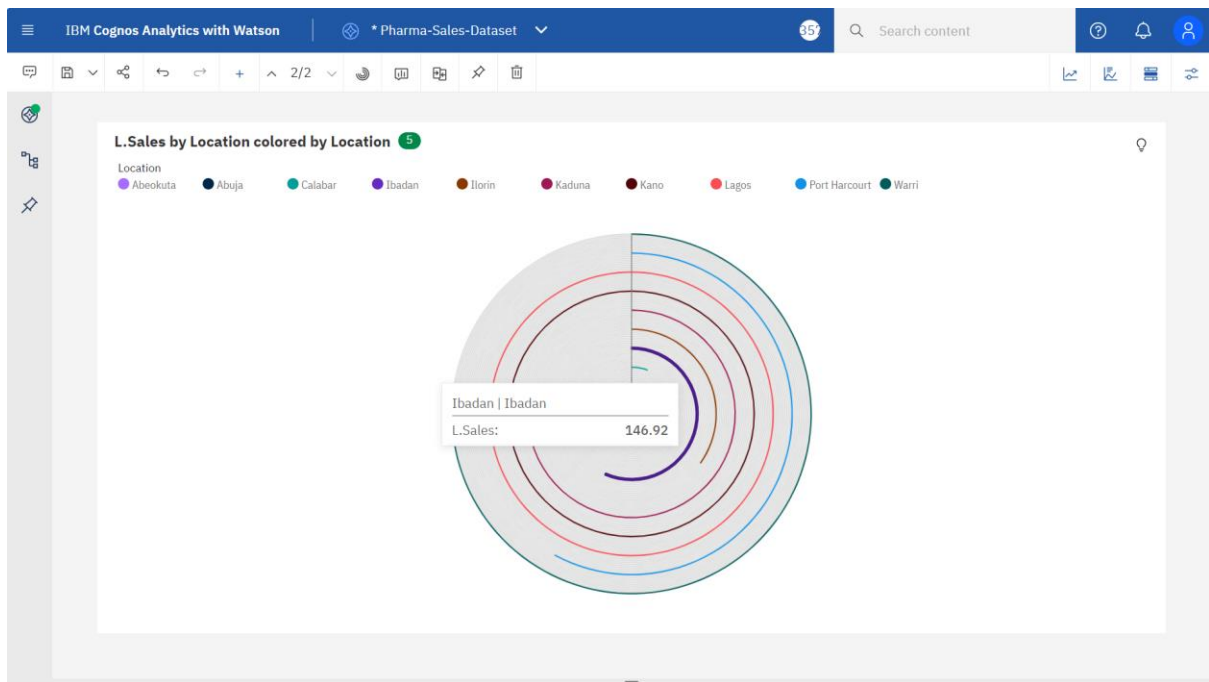 IBM Cognos Analytics with Watson
* Pharma-Sales-Dataset
Search content
2/2
L.Sales by Location colored by Location 5
Location
Abeokuta Abuja Calabar Ibadan Ilorin Kaduna Kano Lagos Port Harcourt Warri
Ibadan | Ibadan
L.Sales: 146.92